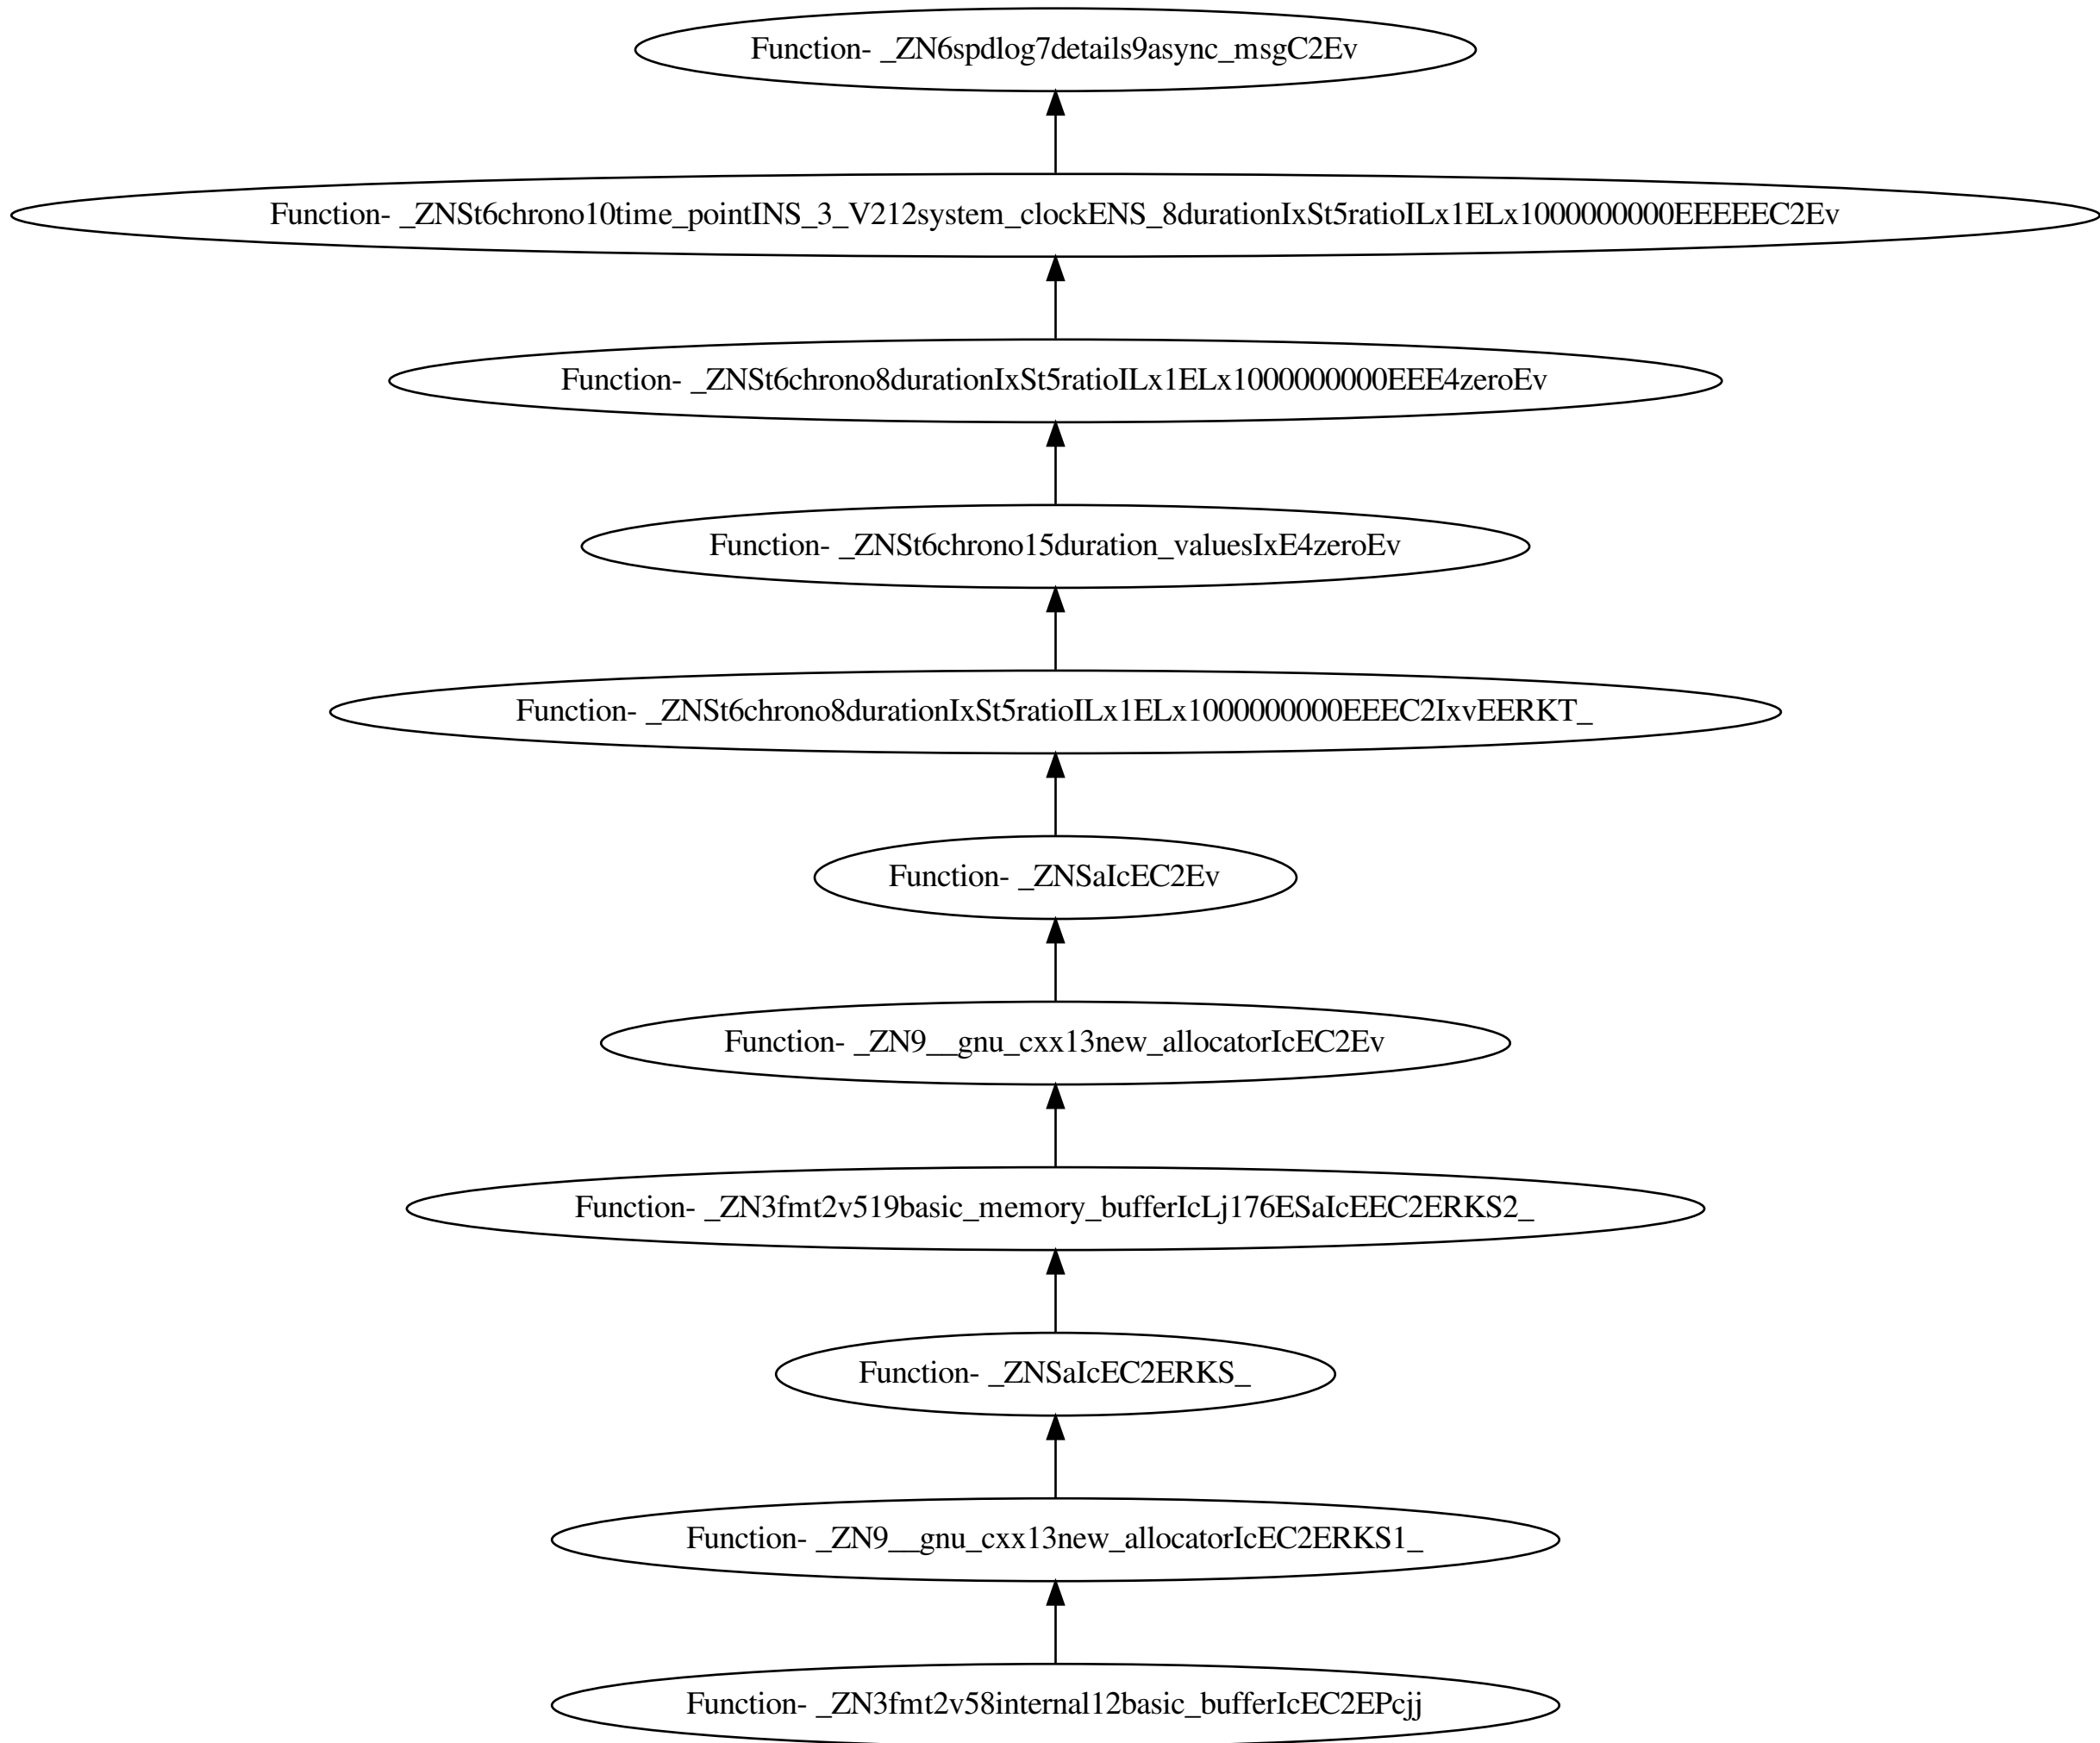 Function- _ZN6spdlog7details9async_msgC2Ev
Function- _ZNSt6chrono10time_pointINS_3_V212system_clockENS_8durationIxSt5ratioILx1ELx1000000000EEEEEC2Ev
Function- _ZNSt6chrono8durationIxSt5ratioILx1ELx1000000000EEE4zeroEv
Function- _ZNSt6chrono15duration_valuesIxE4zeroEv
Function- _ZNSt6chrono8durationIxSt5ratioILx1ELx1000000000EEEC2IxvEERKT_
Function- _ZNSaIcEC2Ev
Function- _ZN9__gnu_cxx13new_allocatorIcEC2Ev
Function- _ZN3fmt2v519basic_memory_bufferIcLj176ESaIcEEC2ERKS2_
Function- _ZNSaIcEC2ERKS_
Function- _ZN9__gnu_cxx13new_allocatorIcEC2ERKS1_
Function- _ZN3fmt2v58internal12basic_bufferIcEC2EPcjj